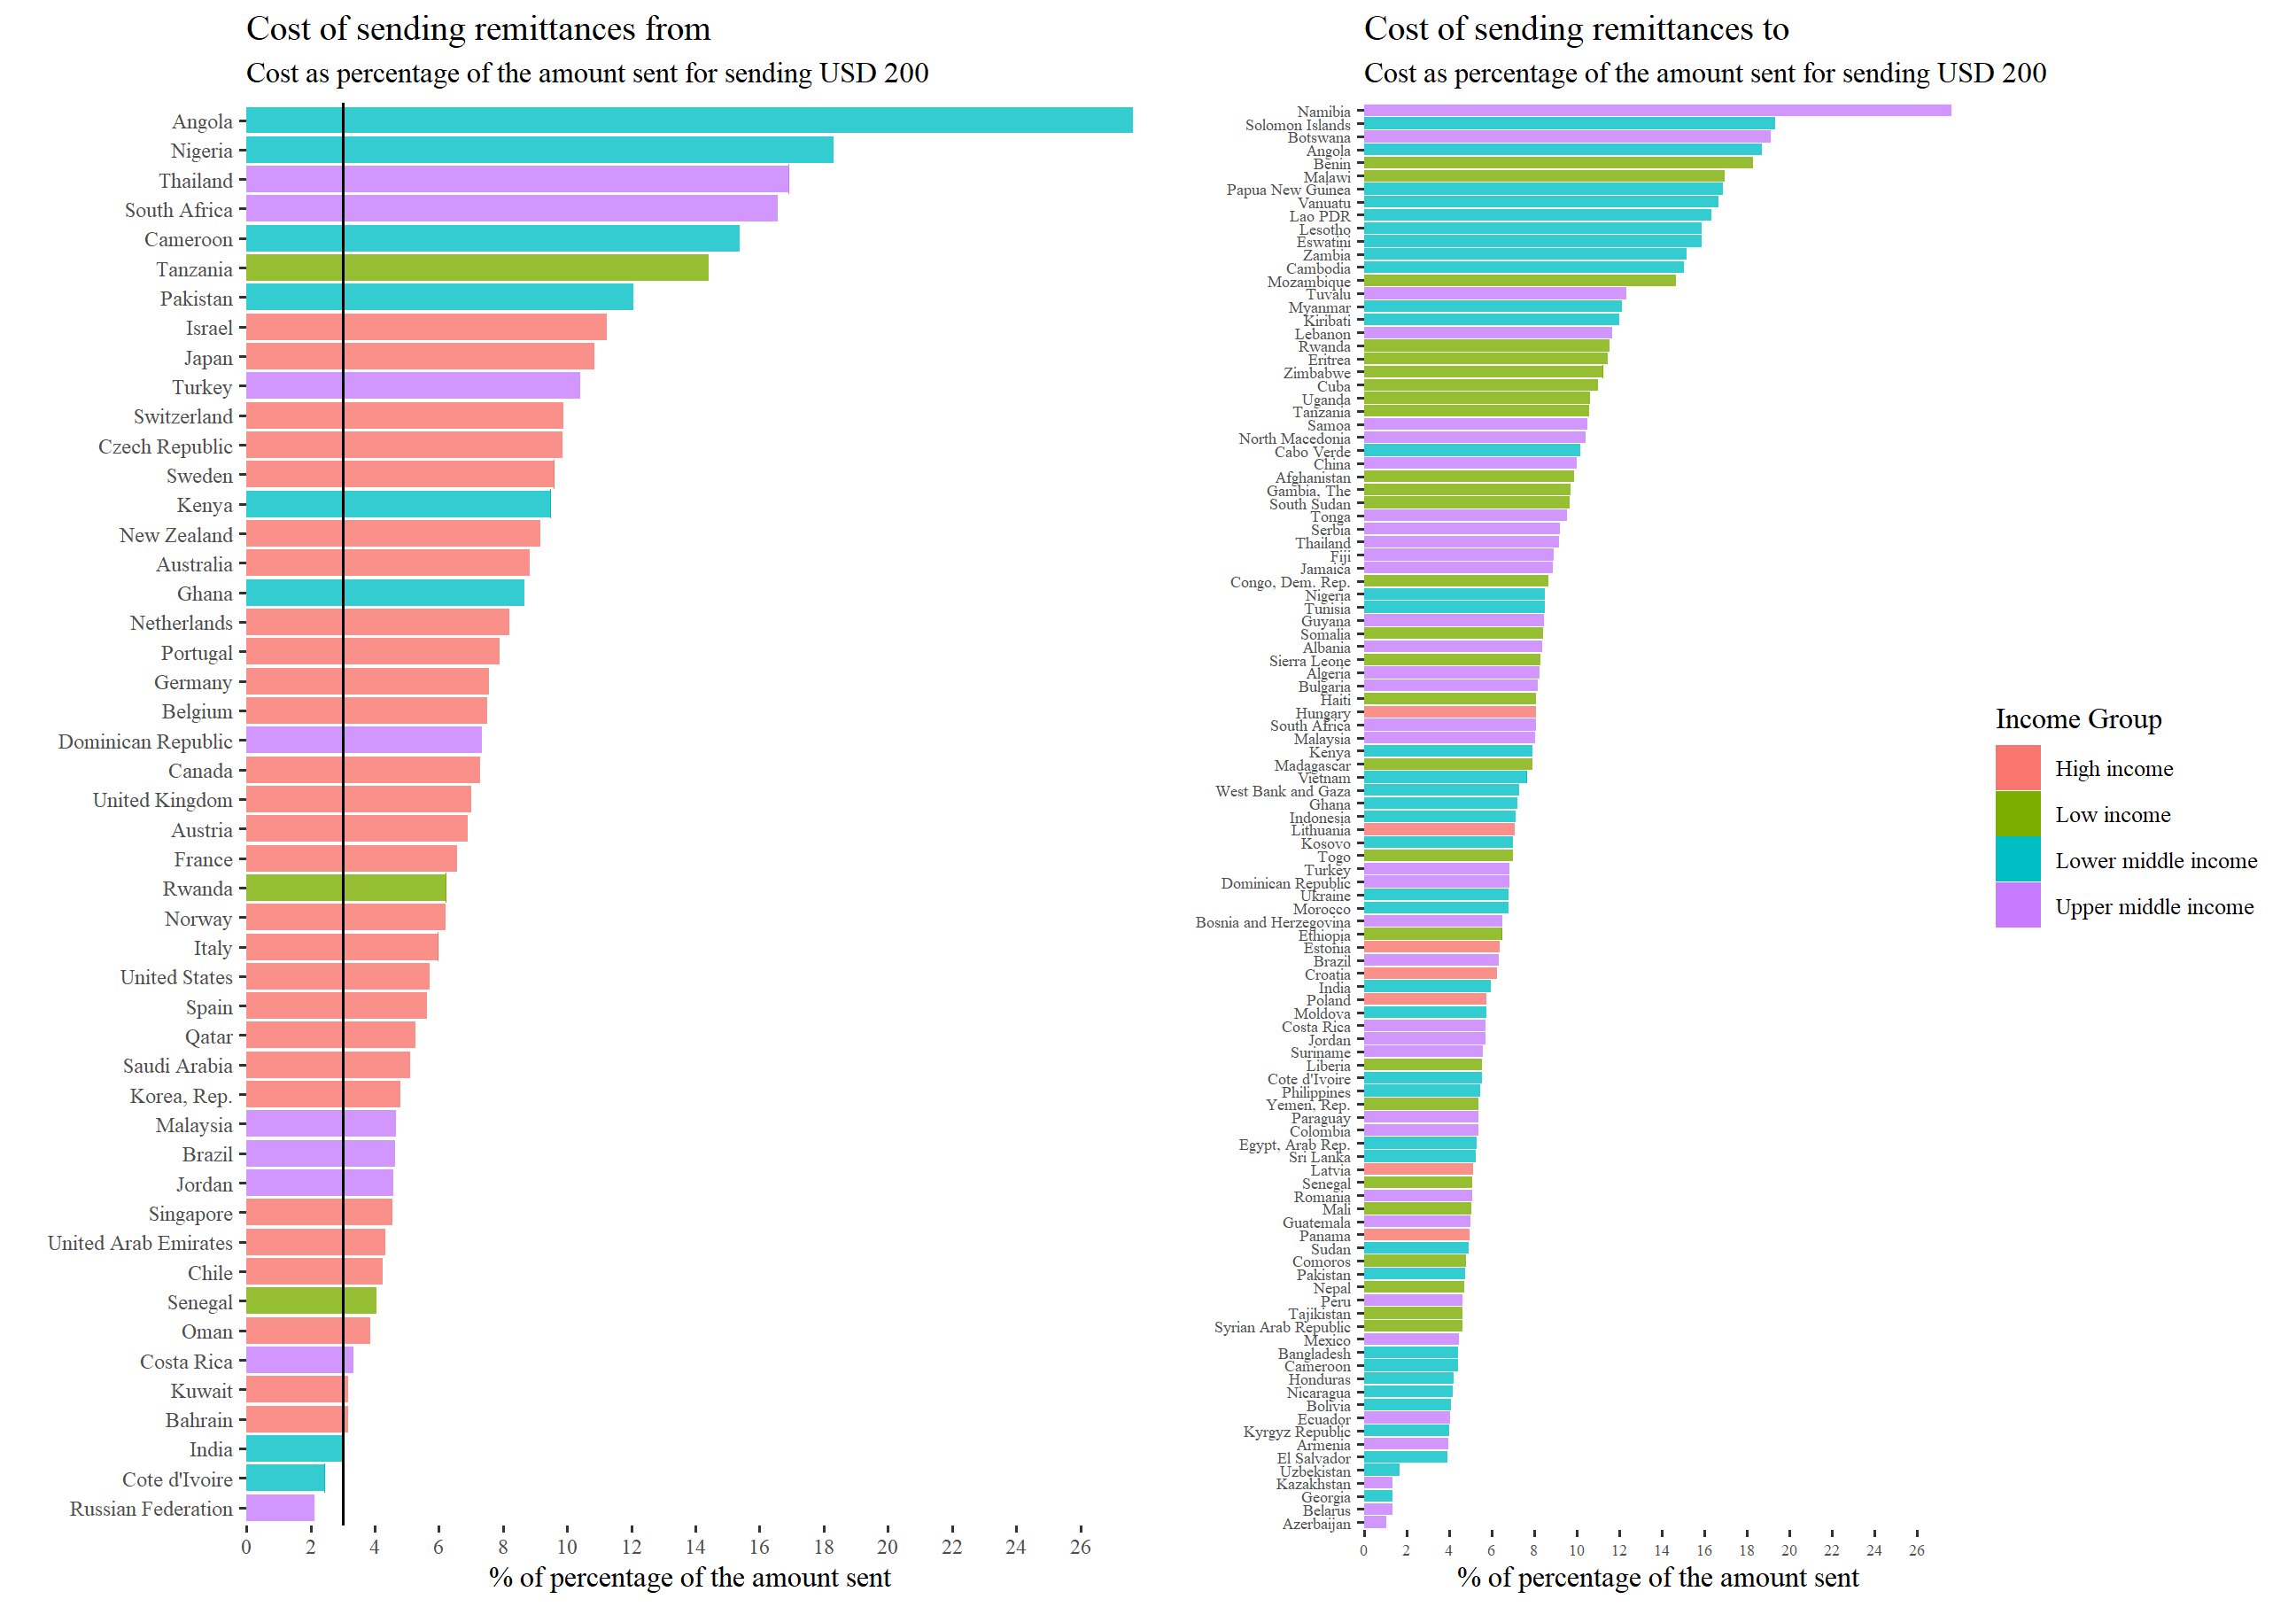 Cost of sending remittances from
Cost as percentage of the amount sent for sending USD 200
Angola
Nigeria
Thailand
South Africa
Cameroon
Tanzania
Pakistan
Israel
Japan
Turkey
Switzerland
Czech Republic
Sweden
Kenya
New Zealand
Australia
Ghana
Netherlands
Portugal
Germany
Belgium
Dominican Republic
Canada
United Kingdom
Austria
France
Rwanda
Norway
Italy
United States
Spain
Qatar
Saudi Arabia
Korea, Rep.
Malaysia
Brazil
Jordan
Singapore
United Arab Emirates
Chile
Senegal
Oman
Costa Rica
Kuwait
Bahrain
India
Cote d'Ivoire
Russian Federation
0 2 4 6 8 10 12 14 16 18 20 22 24 26
% of percentage of the amount sent
Cost of sending remittances to
Cost as percentage of the amount sent for sending USD 200
Namibia
Solomon Islands
Botswana
Angola
Benin
Malawi
Papua New Guinea
Vanuatu
Lao PDR
Lesotho
Eswatini
Zambia
Cambodia
Mozambique
Tuvalu
Myanmar
Kiribati
Lebanon
Rwanda
Eritrea
Zimbabwe
Cuba
Uganda
Tanzania
Samoa
North Macedonia
Cabo Verde
China
Afghanistan
Gambia, The
South Sudan
Tonga
Serbia
Thailand
Fiji
Jamaica
Congo, Dem. Rep.
Nigeria
Tunisia
Guyana
Somalia
Albania
Sierra Leone
Algeria
Bulgaria
Haiti
Hungary
South Africa
Malaysia
Kenya
Madagascar
Vietnam
West Bank and Gaza
Ghana
Indonesia
Lithuania
Kosovo
Togo
Turkey
Dominican Republic
Ukraine
Morocco
Bosnia and Herzegovina
Ethiopia
Estonia
Brazil
Croatia
India
Poland
Moldova
Costa Rica
Jordan
Suriname
Liberia
Cote d'Ivoire
Philippines
Yemen, Rep.
Paraguay
Colombia
Egypt, Arab Rep.
Sri Lanka
Latvia
Senegal
Romania
Mali
Guatemala
Panama
Sudan
Comoros
Pakistan
Nepal
Peru
Tajikistan
Syrian Arab Republic
Mexico
Bangladesh
Cameroon
Honduras
Nicaragua
Bolivia
Ecuador
Kyrgyz Republic
Armenia
El Salvador
Uzbekistan
Kazakhstan
Georgia
Belarus
Azerbaijan
0 2 4 6 8 10 12 14 16 18 20 22 24 26
% of percentage of the amount sent
Income Group
High income
Low income
Lower middle income
Upper middle income